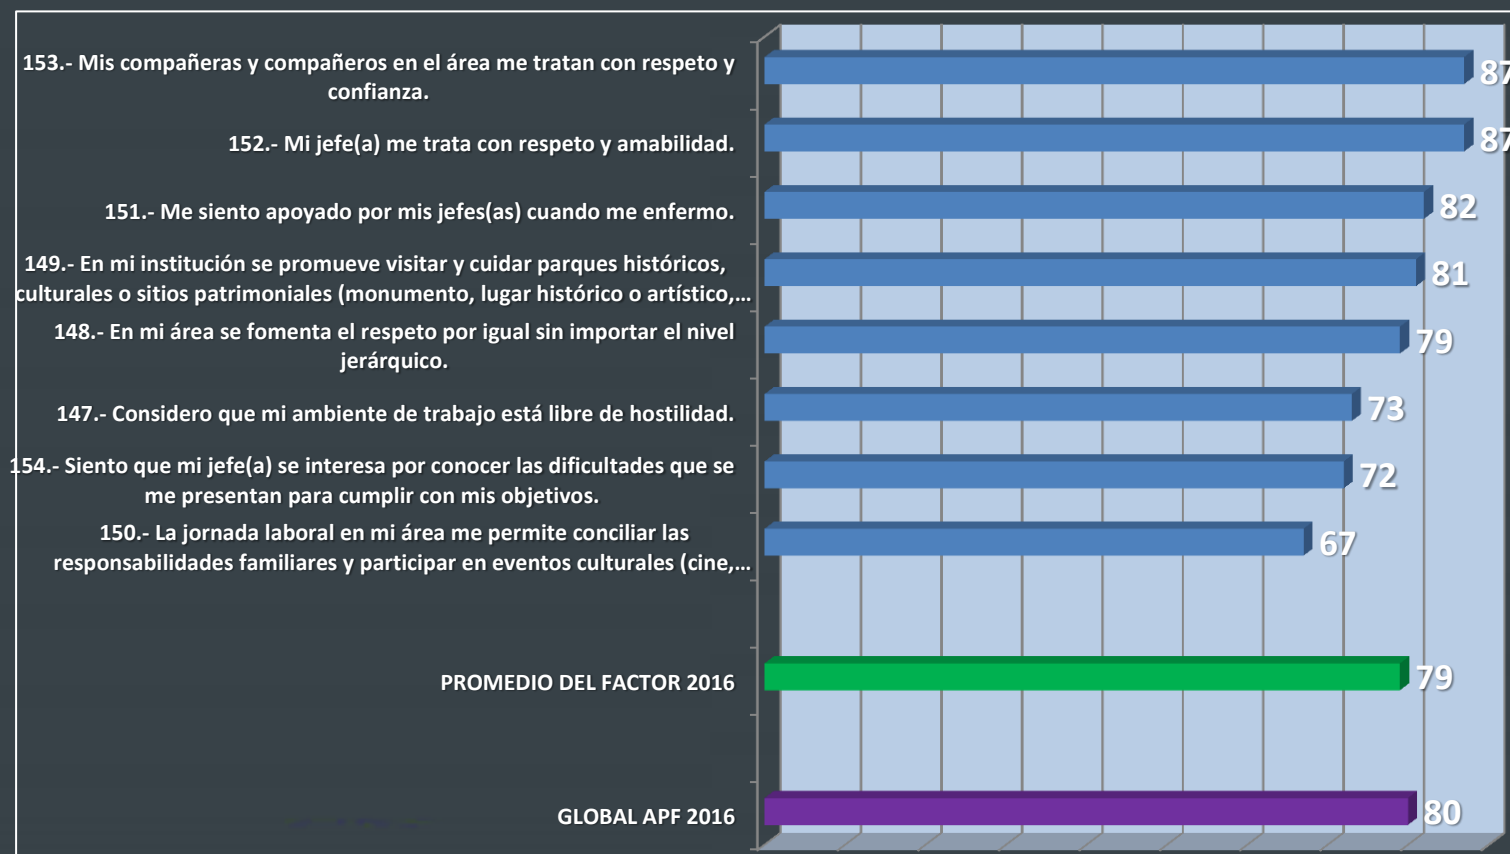 153.- Mis compañeras y compañeros en el área me tratan con respeto y
confianza.
87
152.- Mi jefe(a) me trata con respeto y amabilidad.
87
151.- Me siento apoyado por mis jefes(as) cuando me enfermo.
82
149.- En mi institución se promueve visitar y cuidar parques históricos,
culturales o sitios patrimoniales (monumento, lugar histórico o artístico,...
81
148.- En mi área se fomenta el respeto por igual sin importar el nivel
jerárquico.
79
147.- Considero que mi ambiente de trabajo está libre de hostilidad.
73
154.- Siento que mi jefe(a) se interesa por conocer las dificultades que se
me presentan para cumplir con mis objetivos.
72
150.- La jornada laboral en mi área me permite conciliar las
responsabilidades familiares y participar en eventos culturales (cine,...
67
PROMEDIO DEL FACTOR 2016
79
GLOBAL APF 2016
80